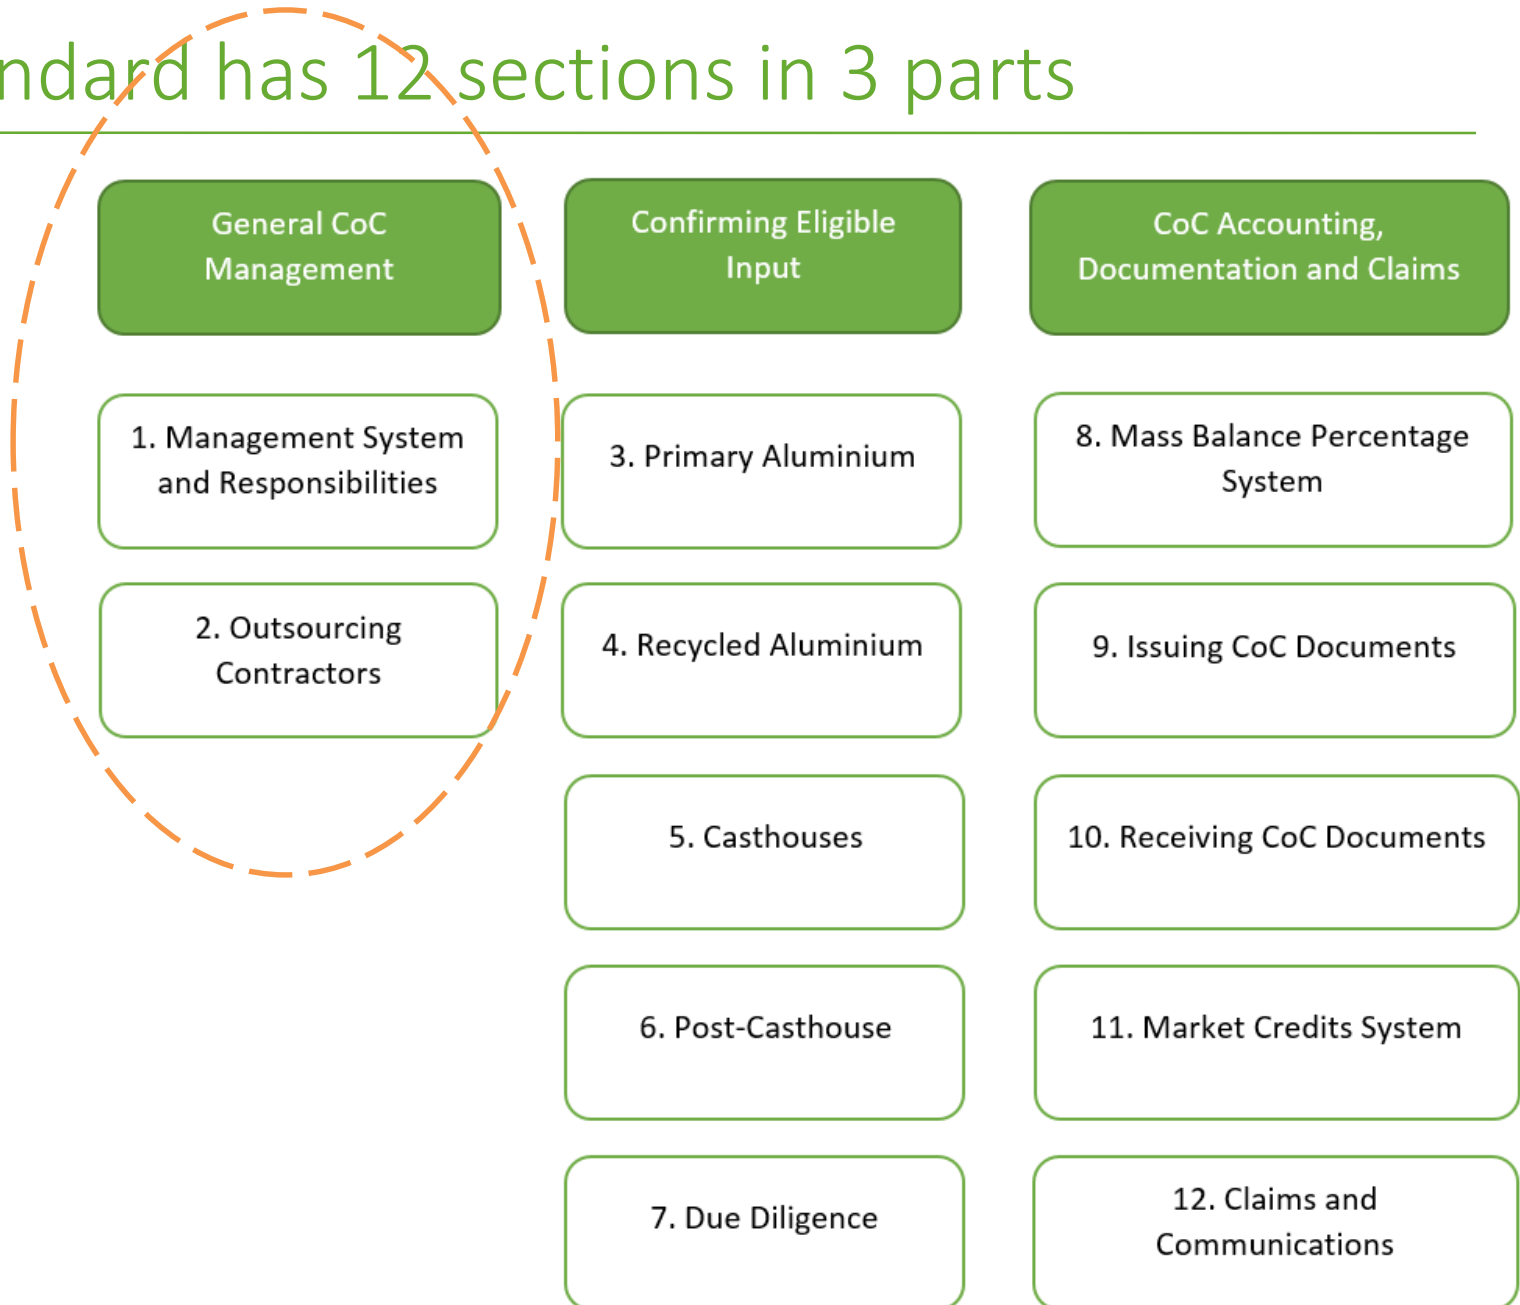 ndard has 12 sections in 3 parts
General CoC
Management
1. Management System
and Responsibilities
2. Outsourcing
Contractors
Confirming Eligible
Input
3. Primary Aluminium
4. Recycled Aluminium
5. Casthouses
6. Post-Casthouse
7. Due Diligence
CoC Accounting,
Documentation and Claims
8. Mass Balance Percentage
System
9. Issuing CoC Documents
10. Receiving CoC Documents
11. Market Credits System
12. Claims and
Communications